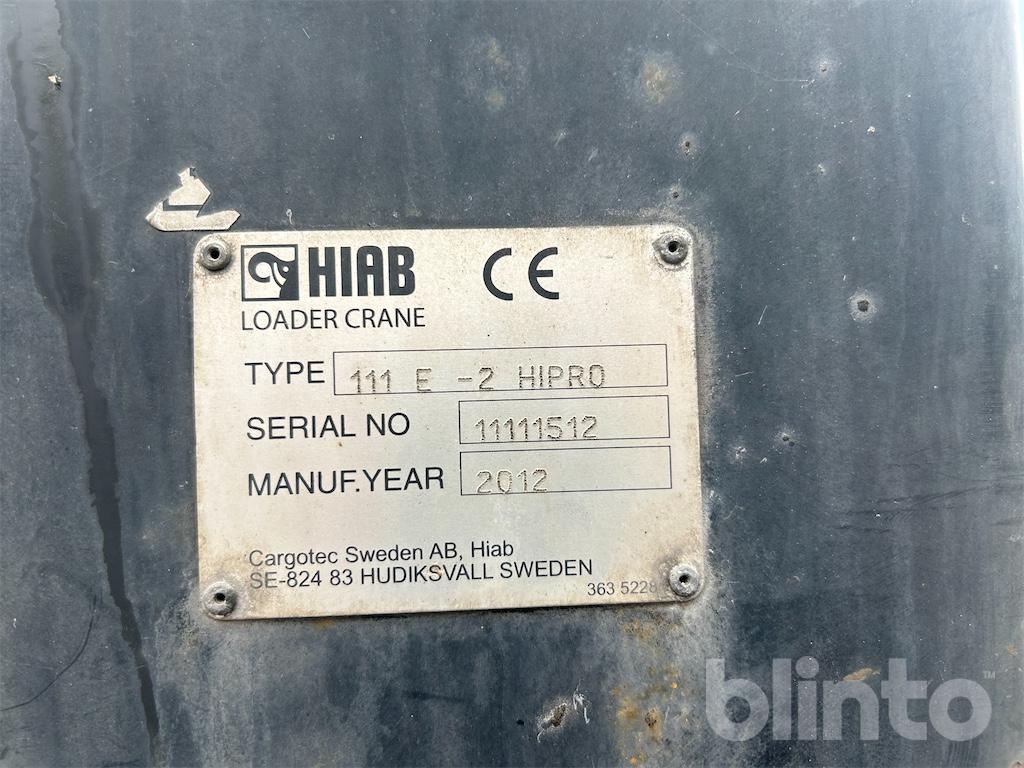 HIAB CE
LOADER CRANE
TYPE 111 E -2 HIPRO
SERIAL NO 11111512
MANUF.YEAR 2012
Cargotec Sweden AB, Hiab
SE-824 83 HUDIKSVALL SWEDEN
363 5228
blinto™